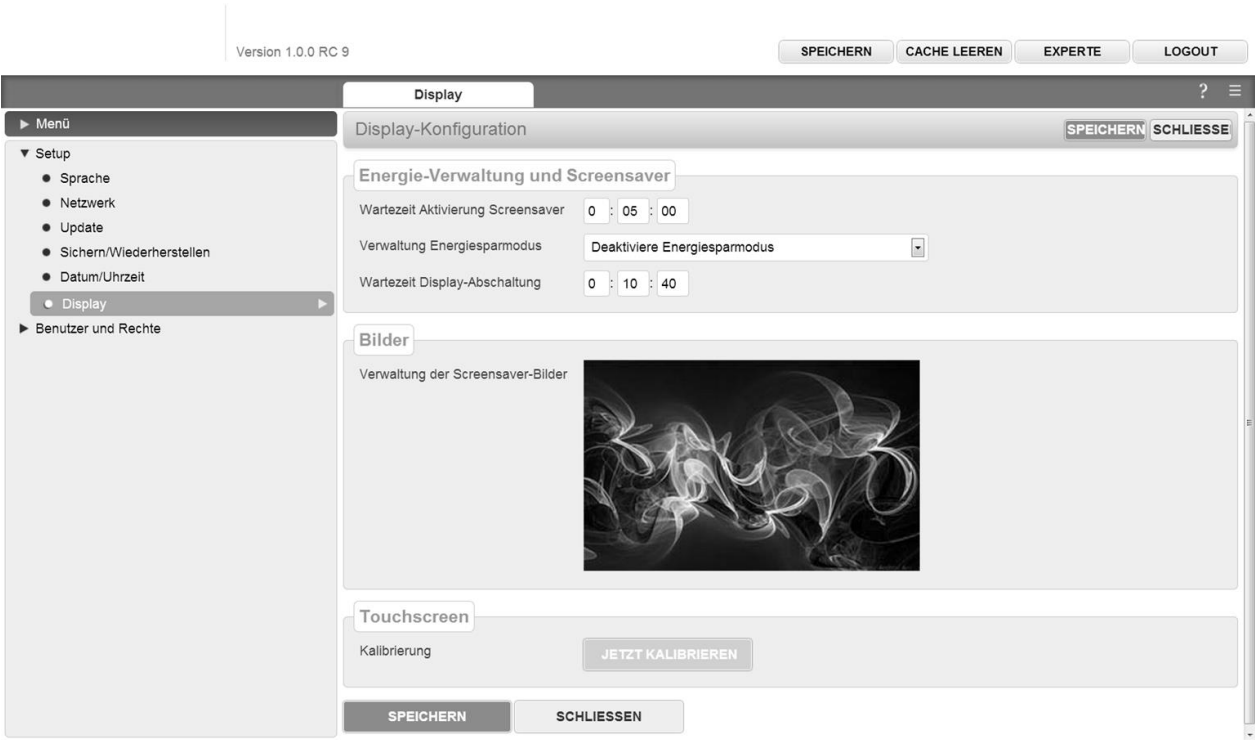 Version 1.0.0 RC 9
SPEICHERN CACHE LEEREN EXPERTE LOGOUT
Display ? ☰
Menü
Display-Konfiguration SPEICHERN SCHLIESSE
Setup
Sprache
Netzwerk
Update
Sichern/Wiederherstellen
Datum/Uhrzeit
Display
Benutzer und Rechte
Energie-Verwaltung und Screensaver
Wartezeit Aktivierung Screensaver 0 : 05 : 00
Verwaltung Energiesparmodus Deaktiviere Energiesparmodus
Wartezeit Display-Abschaltung 0 : 10 : 40
Bilder
Verwaltung der Screensaver-Bilder
Touchscreen
Kalibrierung JETZT KALIBRIEREN
SPEICHERN SCHLIESSEN